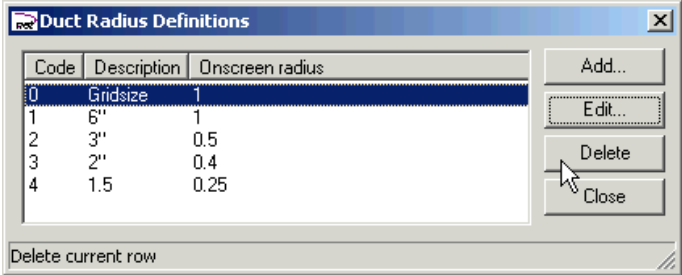 Duct Radius Definitions
Code Description Onscreen radius
0 Gridsize 1
1 6" 1
2 3" 0.5
3 2" 0.4
4 1.5 0.25
Add...
Edit...
Delete
Close
Delete current row